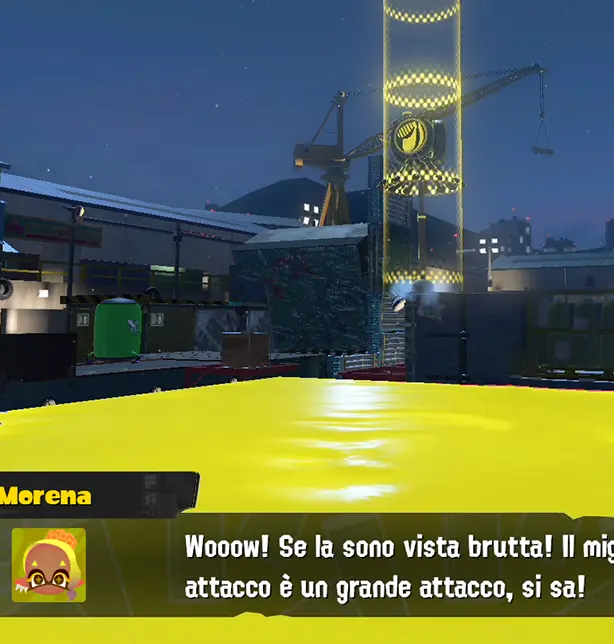 Morena
Wooow! Se la sono vista brutta! Il mig
attacco è un grande attacco, si sa!